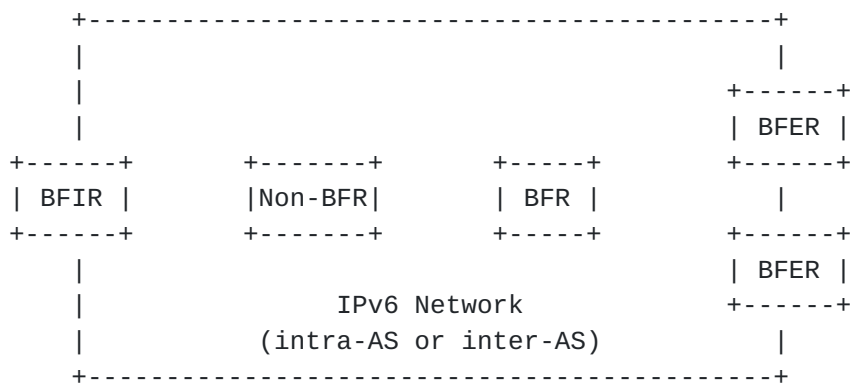 BFER
BFIR Non-BFR BFR
BFER
IPv6 Network
(intra-AS or inter-AS)